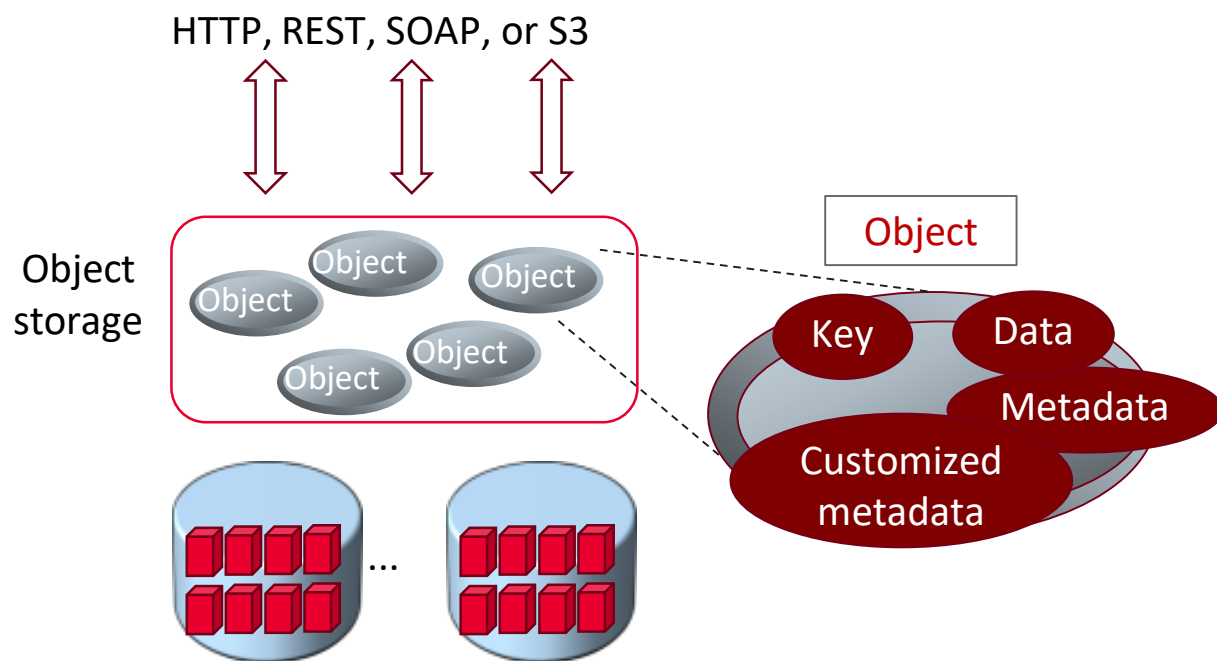 HTTP, REST, SOAP, or S3
Object
storage
Object
Object
Object
Object
Object
Object
Key
Data
Metadata
Customized
metadata
...